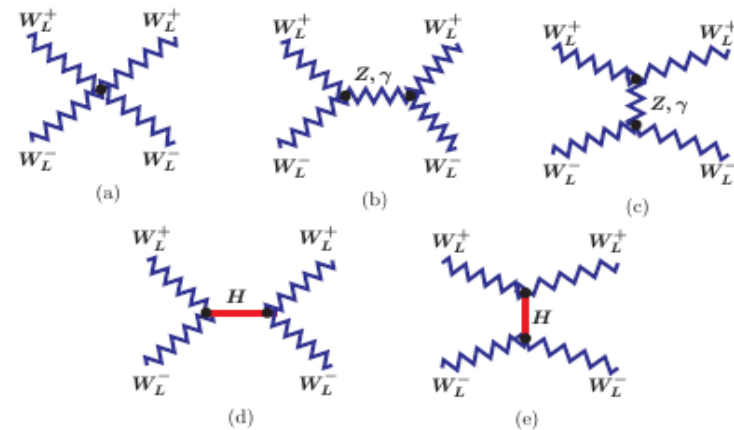 W_L^+ W_L^+ W_L^+ W_L^+ W_L^+ W_L^+
Z, γ
Z, γ
W_L^- W_L^- W_L^- W_L^- W_L^- W_L^-
(a) (b) (c)
W_L^+ W_L^+ W_L^+ W_L^+
H
H
W_L^- W_L^- W_L^- W_L^-
(d) (e)